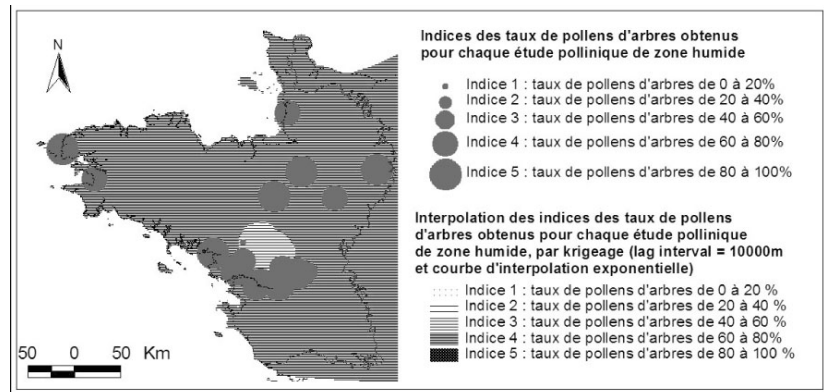 N
50 0 50 Km
Indices des taux de pollens d'arbres obtenus
pour chaque étude pollinique de zone humide
Indice 1 : taux de pollens d'arbres de 0 à 20%
Indice 2 : taux de pollens d'arbres de 20 à 40%
Indice 3 : taux de pollens d'arbres de 40 à 60%
Indice 4 : taux de pollens d'arbres de 60 à 80%
Indice 5 : taux de pollens d'arbres de 80 à 100%
Interpolation des indices des taux de pollens
d'arbres obtenus pour chaque étude pollinique
de zone humide, par krigeage (lag interval = 10000m
et courbe d'interpolation exponentielle)
Indice 1 : taux de pollens d'arbres de 0 à 20 %
Indice 2 : taux de pollens d'arbres de 20 à 40 %
Indice 3 : taux de pollens d'arbres de 40 à 60 %
Indice 4 : taux de pollens d'arbres de 60 à 80%
Indice 5 : taux de pollens d'arbres de 80 à 100 %